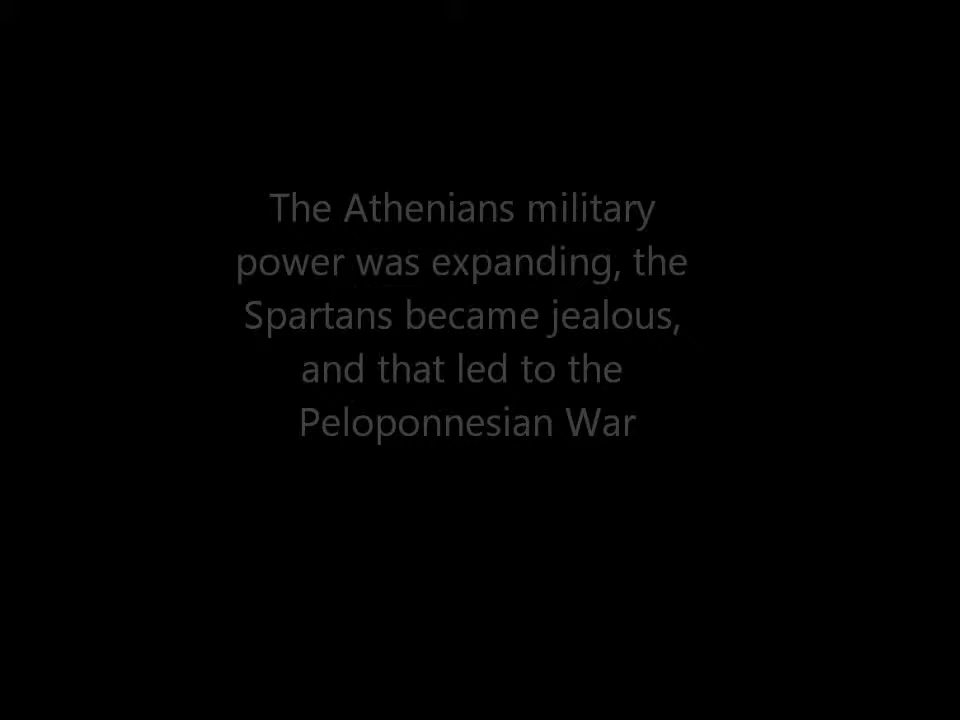 The Athenians military
power was expanding, the
Spartans became jealous,
and that led to the
Peloponnesian War